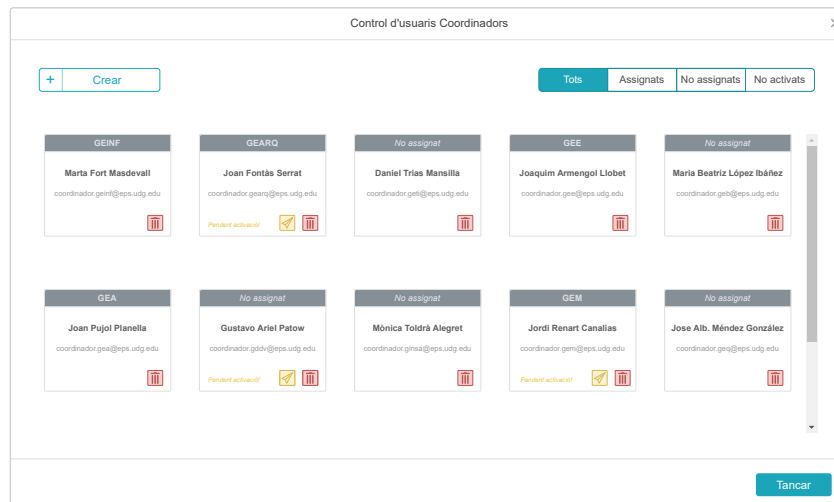 Control d'usuaris Coordinadors
+ Crear
Tots Assignats No assignats No activats
GEINF GEARQ No assignat GEE No assignat
Marta Fort Masdevall Joan Fontàs Serrat Daniel Trias Mansilla Joaquim Armengol Llobet Maria Beatriz López Ibáñez
coordinador.geinf@eps.udg.edu coordinador.gearq@eps.udg.edu coordinador.geti@eps.udg.edu coordinador.gee@eps.udg.edu coordinador.geb@eps.udg.edu
Pendent activació!
GEA No assignat No assignat GEM No assignat
Joan Pujol Planella Gustavo Ariel Patow Mònica Toldrà Alegret Jordi Renart Canalias Jose Alb. Méndez González
coordinador.gea@eps.udg.edu coordinador.gddv@eps.udg.edu coordinador.ginsa@eps.udg.edu coordinador.gem@eps.udg.edu coordinador.geq@eps.udg.edu
Pendent activació! Pendent activació!
Tancar